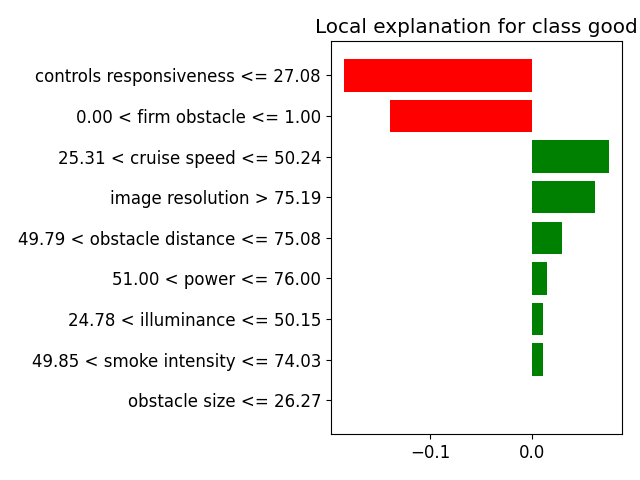 Local explanation for class good
controls responsiveness <= 27.08
0.00 < firm obstacle <= 1.00
25.31 < cruise speed <= 50.24
image resolution > 75.19
49.79 < obstacle distance <= 75.08
51.00 < power <= 76.00
24.78 < illuminance <= 50.15
49.85 < smoke intensity <= 74.03
obstacle size <= 26.27
−0.1 0.0